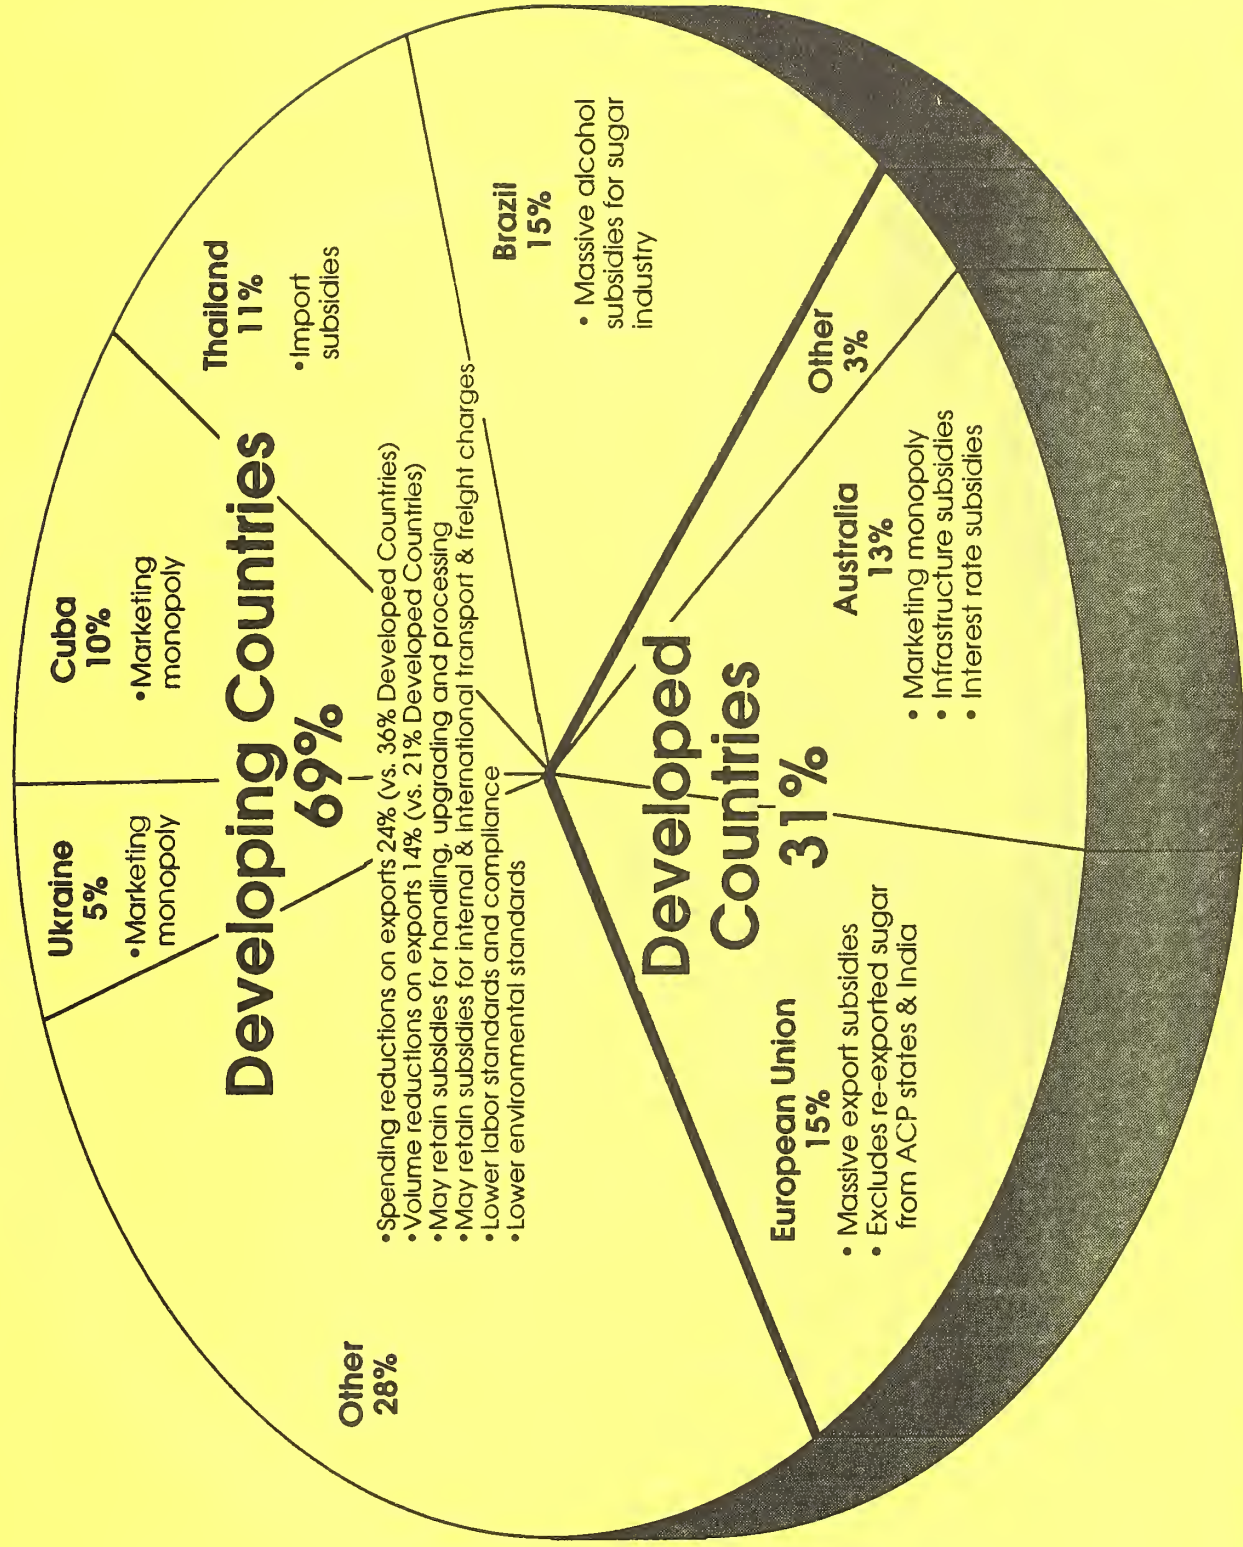 Ukraine
5%
•Marketing
monopoly
Cuba
10%
•Marketing
monopoly
Thailand
11%
•Import
subsidies
Developing Countries
69%
Other
28%
•Spending reductions on exports 24% (vs. 36% Developed Countries)
•Volume reductions on exports 14% (vs. 21% Developed Countries)
•May retain subsidies for handling, upgrading and processing
•May retain subsidies for internal & international transport & freight charges
•Lower labor standards and compliance
•Lower environmental standards
Brazil
15%
• Massive alcohol
subsidies for sugar
industry
Developed
Countries
31%
European Union
15%
• Massive export subsidies
• Excludes re-exported sugar
from ACP states & India
Australia
13%
• Marketing monopoly
• Infrastructure subsidies
• Interest rate subsidies
Other
3%